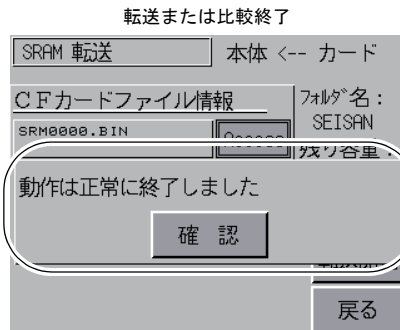 転送または比較終了
SRAM 転送
本体 <-- カード
CFカードファイル情報
フォルダ名：
SRM0000.BIN
SEISAN
残り容量：
動作は正常に終了しました
確 認
戻る